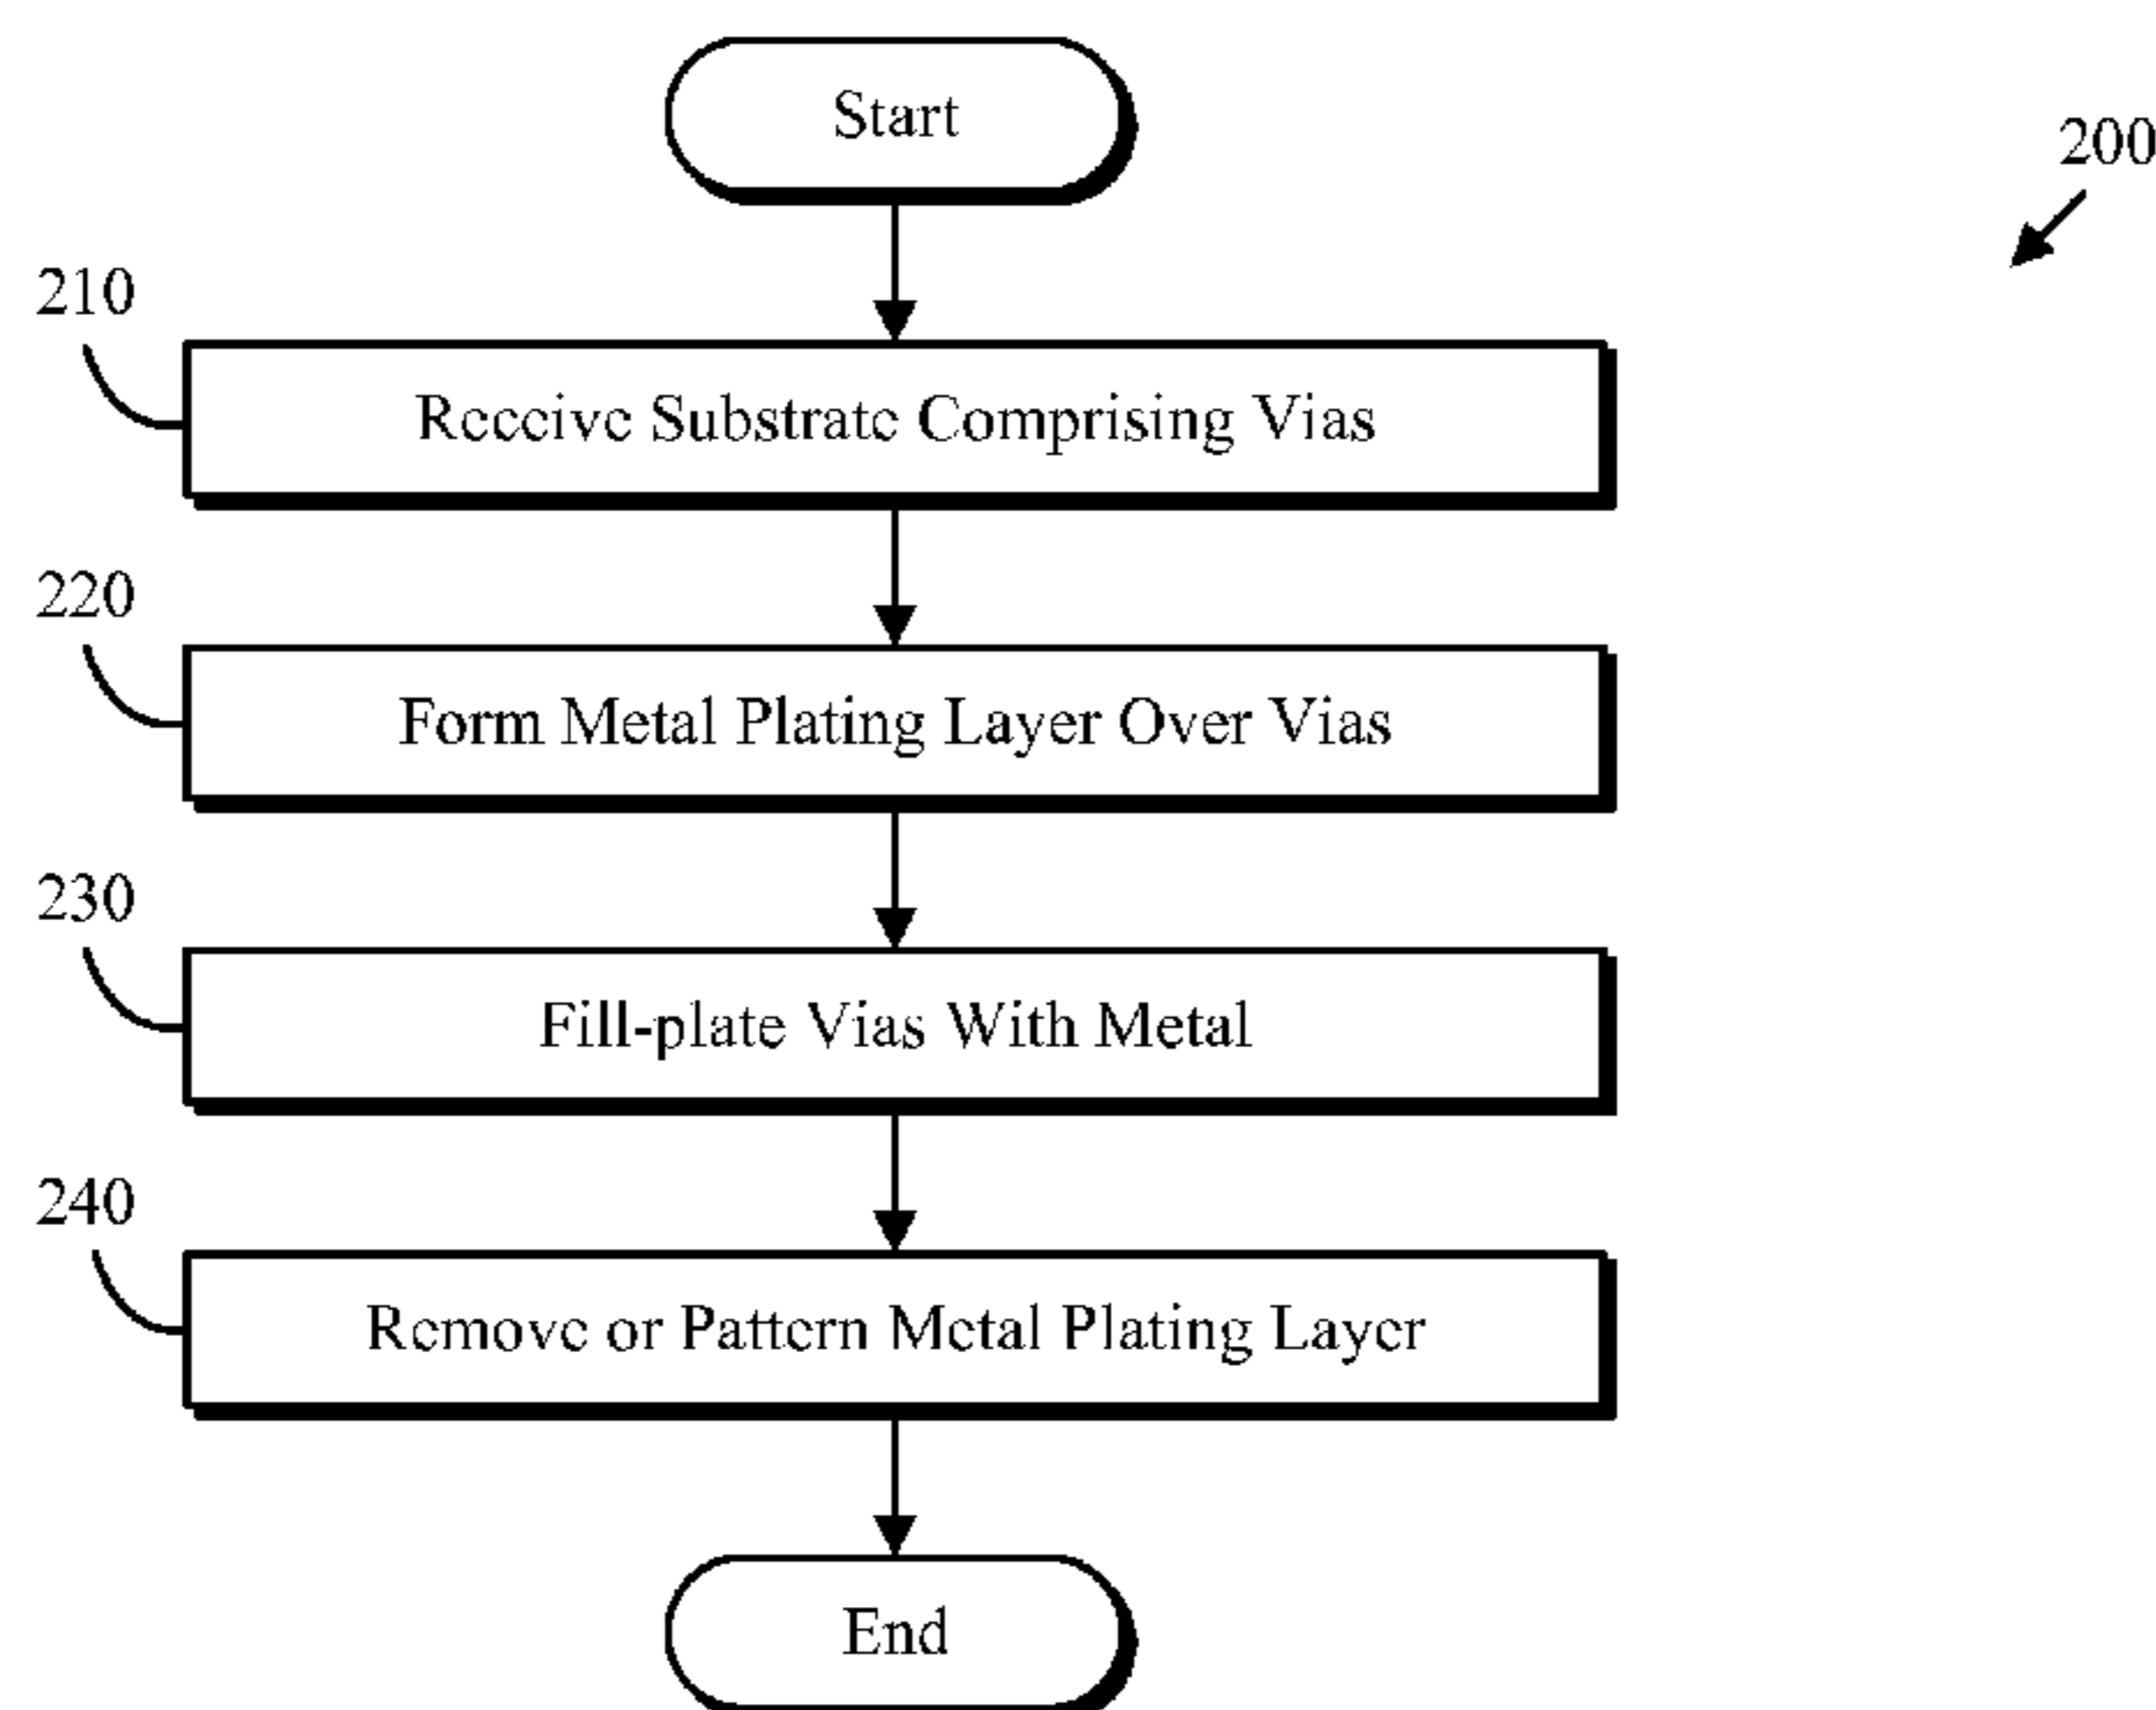 Start
200
210
Receive Substrate Comprising Vias
220
Form Metal Plating Layer Over Vias
230
Fill-plate Vias With Metal
240
Remove or Pattern Metal Plating Layer
End